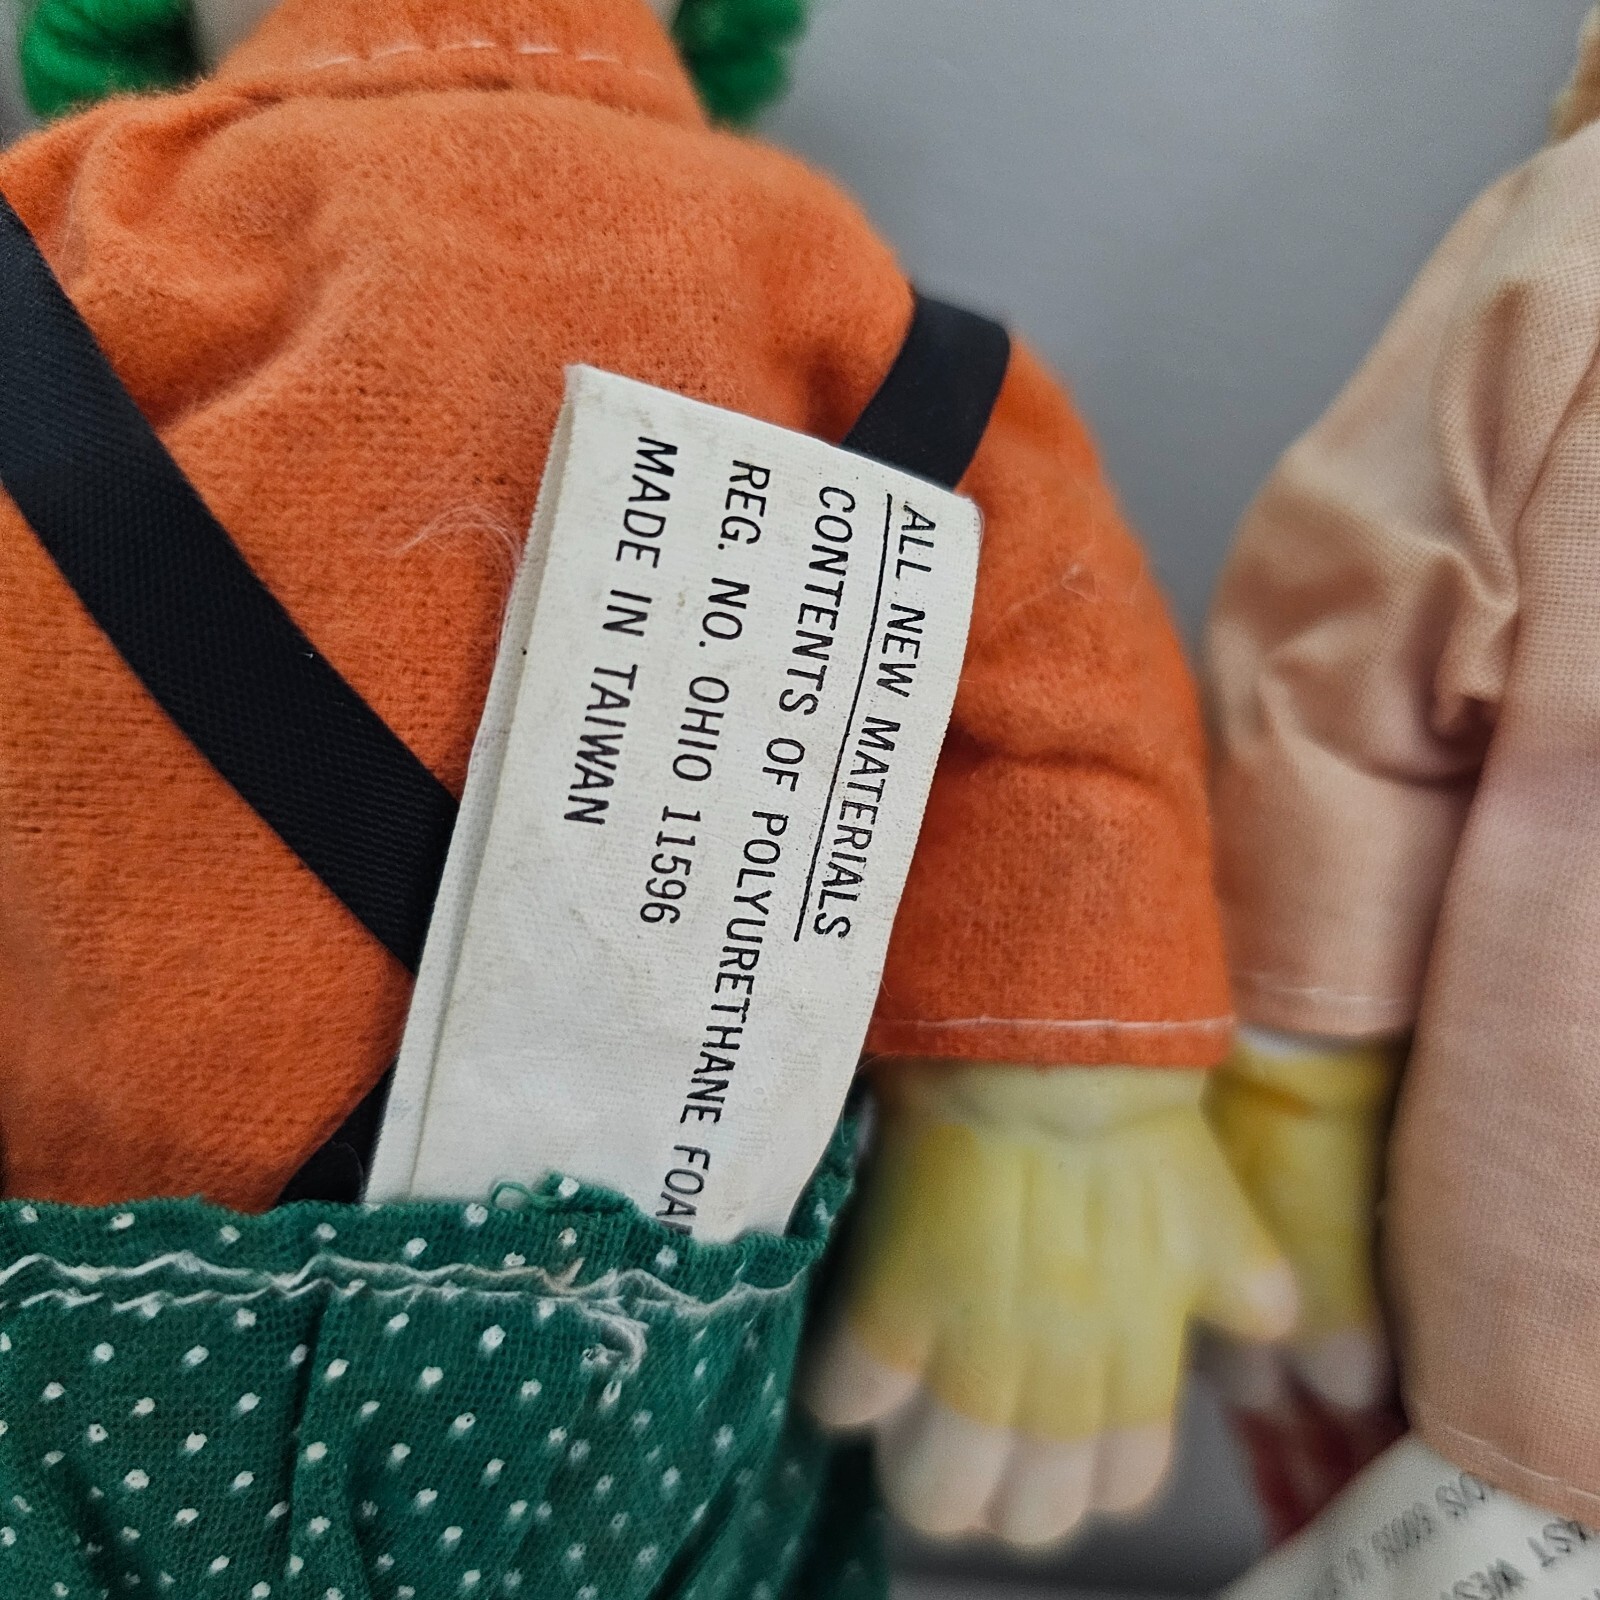 ALL NEW MATERIALS
CONTENTS OF POLYURETHANE FOA
REG. NO. OHIO 11596
MADE IN TAIWAN